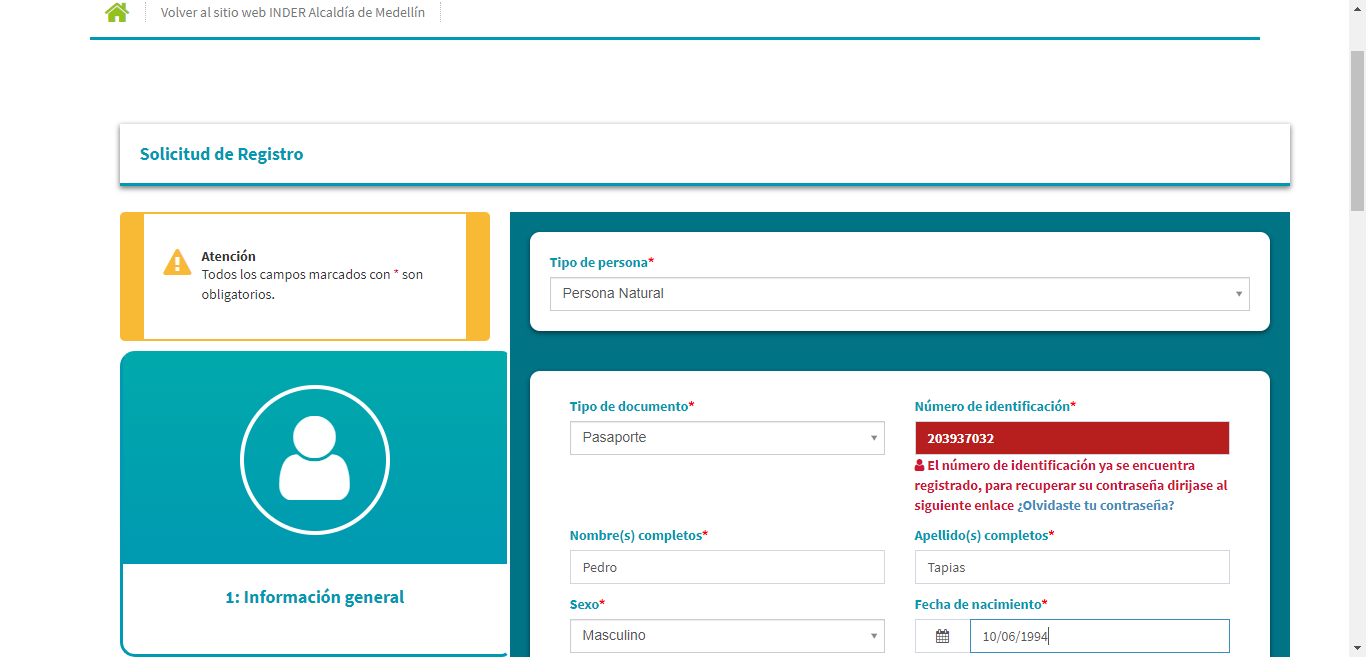 Volver al sitio web INDER Alcaldía de Medellín
Solicitud de Registro
Atención
Todos los campos marcados con * son
obligatorios.
1: Información general
Tipo de persona*
Persona Natural
Tipo de documento*
Pasaporte
Número de identificación*
203937032
El número de identificación ya se encuentra
registrado, para recuperar su contraseña dirijase al
siguiente enlace ¿Olvidaste tu contraseña?
Nombre(s) completos*
Pedro
Apellido(s) completos*
Tapias
Sexo*
Masculino
Fecha de nacimiento*
10/06/1994